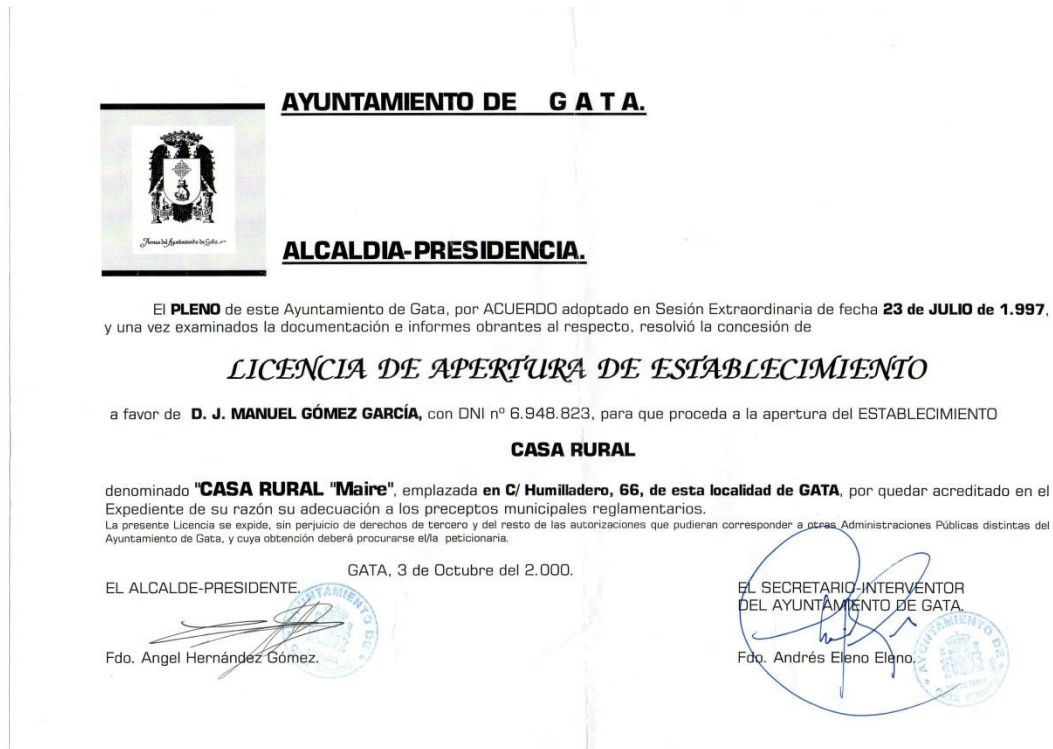 AYUNTAMIENTO DE G A T A.
Armas del Ayuntamiento de Gata
ALCALDIA-PRESIDENCIA.
El PLENO de este Ayuntamiento de Gata, por ACUERDO adoptado en Sesión Extraordinaria de fecha 23 de JULIO de 1.997,
y una vez examinados la documentación e informes obrantes al respecto, resolvió la concesión de
LICENCIA DE APERTURA DE ESTABLECIMIENTO
a favor de D. J. MANUEL GÓMEZ GARCÍA, con DNI nº 6.948.823, para que proceda a la apertura del ESTABLECIMIENTO
CASA RURAL
denominado "CASA RURAL "Maire", emplazada en C/ Humilladero, 66, de esta localidad de GATA, por quedar acreditado en el
Expediente de su razón su adecuación a los preceptos municipales reglamentarios.
La presente Licencia se expide, sin perjuicio de derechos de tercero y del resto de las autorizaciones que pudieran corresponder a otras Administraciones Públicas distintas del
Ayuntamiento de Gata, y cuya obtención deberá procurarse el/la peticionaria.
GATA, 3 de Octubre del 2.000.
EL ALCALDE-PRESIDENTE.
Fdo. Angel Hernández Gómez.
EL SECRETARIO-INTERVENTOR
DEL AYUNTAMIENTO DE GATA.
Fdo. Andrés Eleno Eleno.
AYUNTAMIENTO DE